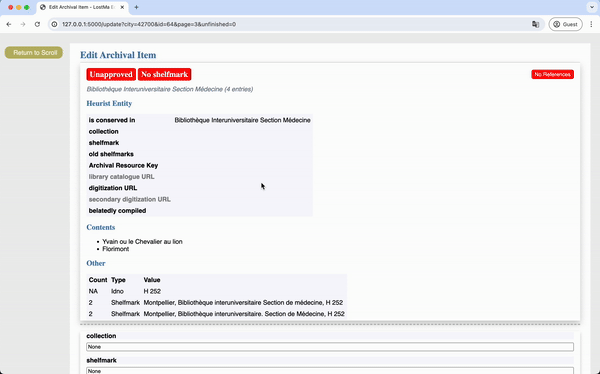 Edit Archival Item - LostMa E
127.0.0.1:5000/update?city=42700&id=64&page=3&unfinished=0
Guest
Return to Scroll
Edit Archival Item
Unapproved No shelfmark
No References
Bibliothèque Interuniversitaire Section Médecine (4 entries)
Heurist Entity
is conserved in Bibliothèque Interuniversitaire Section Médecine
collection
shelfmark
old shelfmarks
Archival Resource Key
library catalogue URL
digitization URL
secondary digitization URL
belatedly compiled
Contents
• Yvain ou le Chevalier au lion
• Florimont
Other
Count Type Value
NA Idno H 252
2 Shelfmark Montpellier, Bibliothèque interuniversitaire Section de médecine, H 252
2 Shelfmark Montpellier, Bibliothèque interuniversitaire. Section de Médecine, H 252
collection
None
shelfmark
None